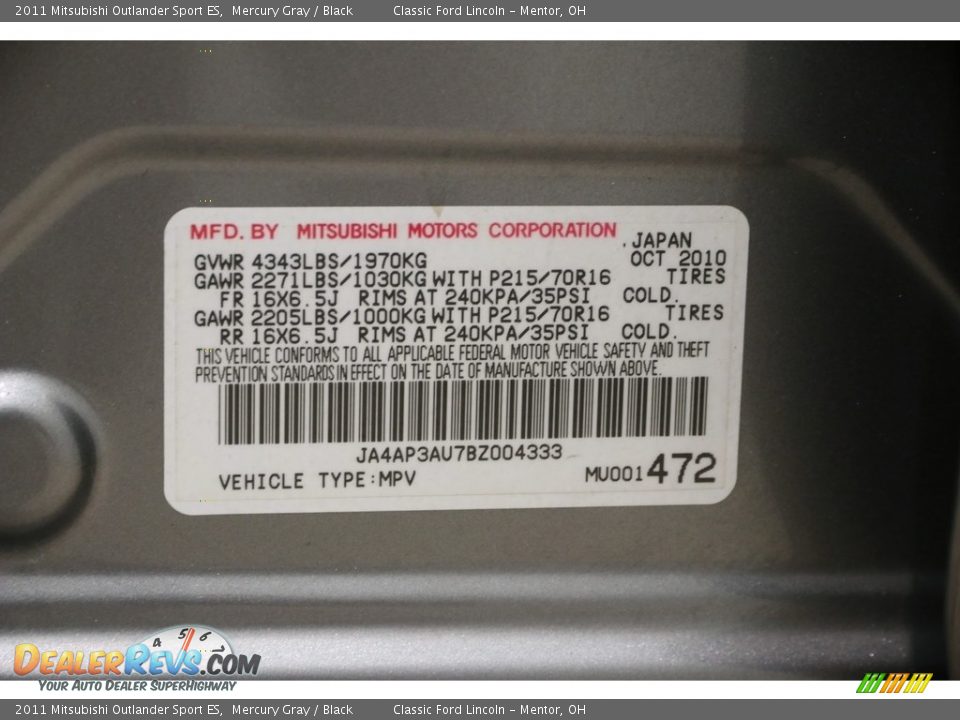 2011 Mitsubishi Outlander Sport ES, Mercury Gray / Black Classic Ford Lincoln - Mentor, OH
MFD. BY MITSUBISHI MOTORS CORPORATION , JAPAN
GVWR 4343LBS/1970KG OCT 2010
GAWR 2271LBS/1030KG WITH P215/70R16 TIRES
FR 16X6.5J RIMS AT 240KPA/35PSI COLD.
GAWR 2205LBS/1000KG WITH P215/70R16 TIRES
RR 16X6.5J RIMS AT 240KPA/35PSI COLD.
THIS VEHICLE CONFORMS TO ALL APPLICABLE FEDERAL MOTOR VEHICLE SAFETY AND THEFT
PREVENTION STANDARDS IN EFFECT ON THE DATE OF MANUFACTURE SHOWN ABOVE.
JA4AP3AU7BZ004333
VEHICLE TYPE:MPV MU001472
4 5 6
DEALERREVS.COM
YOUR AUTO DEALER SUPERHIGHWAY
2011 Mitsubishi Outlander Sport ES, Mercury Gray / Black Classic Ford Lincoln - Mentor, OH